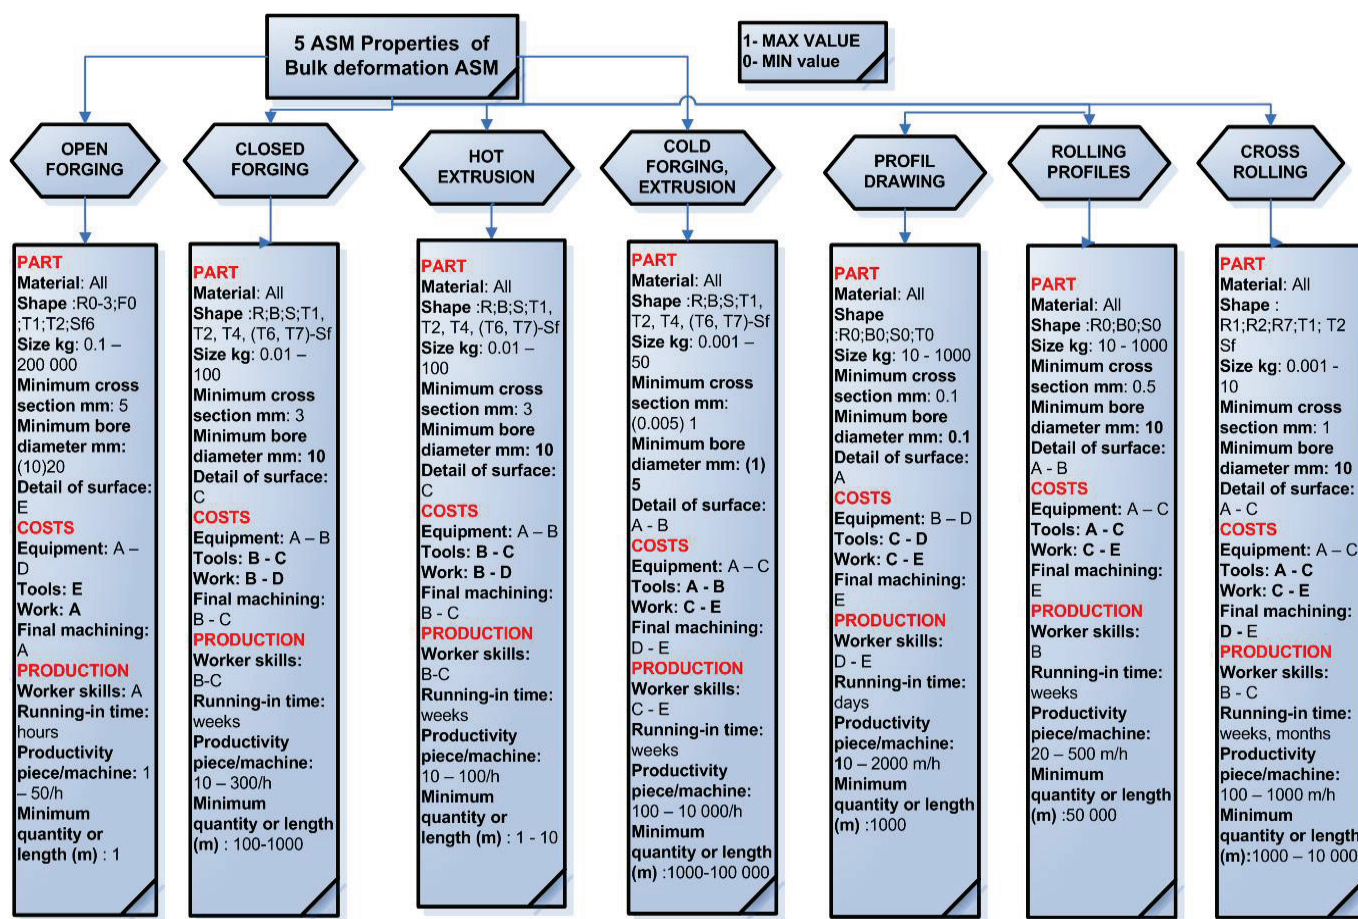 5 ASM Properties of
Bulk deformation ASM
1- MAX VALUE
0- MIN value
OPEN
FORGING
CLOSED
FORGING
HOT
EXTRUSION
COLD
FORGING,
EXTRUSION
PROFIL
DRAWING
ROLLING
PROFILES
CROSS
ROLLING
PART
Material: All
Shape :R0-3;F0
;T1;T2;Sf6
Size kg: 0.1 –
200 000
Minimum cross
section mm: 5
Minimum bore
diameter mm:
(10)20
Detail of surface:
E
COSTS
Equipment: A –
D
Tools: E
Work: A
Final machining:
A
PRODUCTION
Worker skills: A
Running-in time:
hours
Productivity
piece/machine: 1
– 50/h
Minimum
quantity or
length (m) : 1
PART
Material: All
Shape :R;B;S;T1,
T2, T4, (T6, T7)-Sf
Size kg: 0.01 –
100
Minimum cross
section mm: 3
Minimum bore
diameter mm: 10
Detail of surface:
C
COSTS
Equipment: A – B
Tools: B - C
Work: B - D
Final machining:
B - C
PRODUCTION
Worker skills:
B-C
Running-in time:
weeks
Productivity
piece/machine:
10 – 300/h
Minimum
quantity or length
(m) : 100-1000
PART
Material: All
Shape :R;B;S;T1,
T2, T4, (T6, T7)-Sf
Size kg: 0.01 –
100
Minimum cross
section mm: 3
Minimum bore
diameter mm: 10
Detail of surface:
C
COSTS
Equipment: A – B
Tools: B - C
Work: B - D
Final machining:
B - C
PRODUCTION
Worker skills:
B-C
Running-in time:
weeks
Productivity
piece/machine:
10 – 100/h
Minimum
quantity or
length (m) : 1 - 10
PART
Material: All
Shape :R;B;S;T1,
T2, T4, (T6, T7)-Sf
Size kg: 0.001 –
50
Minimum cross
section mm:
(0.005) 1
Minimum bore
diameter mm: (1)
5
Detail of surface:
A - B
COSTS
Equipment: A – C
Tools: A - B
Work: C - E
Final machining:
D - E
PRODUCTION
Worker skills:
C - E
Running-in time:
weeks
Productivity
piece/machine:
100 – 10 000/h
Minimum
quantity or length
(m) :1000-100 000
PART
Material: All
Shape
:R0;B0;S0;T0
Size kg: 10 - 1000
Minimum cross
section mm: 0.1
Minimum bore
diameter mm: 0.1
Detail of surface:
A
COSTS
Equipment: B – D
Tools: C - D
Work: C - E
Final machining:
E
PRODUCTION
Worker skills:
D - E
Running-in time:
days
Productivity
piece/machine:
10 – 2000 m/h
Minimum
quantity or length
(m) :1000
PART
Material: All
Shape :R0;B0;S0
Size kg: 10 - 1000
Minimum cross
section mm: 0.5
Minimum bore
diameter mm: 10
Detail of surface:
A - B
COSTS
Equipment: A – C
Tools: A - C
Work: C - E
Final machining:
E
PRODUCTION
Worker skills:
B
Running-in time:
weeks
Productivity
piece/machine:
20 – 500 m/h
Minimum
quantity or length
(m) :50 000
PART
Material: All
Shape :
R1;R2;R7;T1; T2
Sf
Size kg: 0.001 -
10
Minimum cross
section mm: 1
Minimum bore
diameter mm: 10
Detail of surface:
A - C
COSTS
Equipment: A – C
Tools: A - C
Work: C - E
Final machining:
D - E
PRODUCTION
Worker skills:
B - C
Running-in time:
weeks, months
Productivity
piece/machine:
100 – 1000 m/h
Minimum
quantity or length
(m):1000 – 10 000